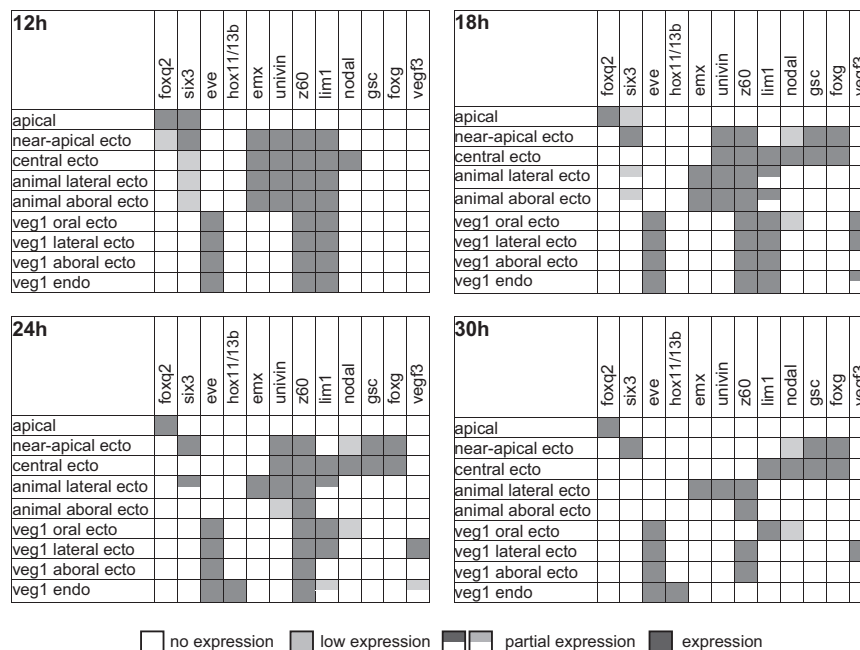 12h
foxq2 six3 eve hox11/13b emx univin z60 lim1 nodal gsc foxg vegf3
apical
near-apical ecto
central ecto
animal lateral ecto
animal aboral ecto
veg1 oral ecto
veg1 lateral ecto
veg1 aboral ecto
veg1 endo
18h
foxq2 six3 eve hox11/13b emx univin z60 lim1 nodal gsc foxg vegf3
apical
near-apical ecto
central ecto
animal lateral ecto
animal aboral ecto
veg1 oral ecto
veg1 lateral ecto
veg1 aboral ecto
veg1 endo
24h
foxq2 six3 eve hox11/13b emx univin z60 lim1 nodal gsc foxg vegf3
apical
near-apical ecto
central ecto
animal lateral ecto
animal aboral ecto
veg1 oral ecto
veg1 lateral ecto
veg1 aboral ecto
veg1 endo
30h
foxq2 six3 eve hox11/13b emx univin z60 lim1 nodal gsc foxg vegf3
apical
near-apical ecto
central ecto
animal lateral ecto
animal aboral ecto
veg1 oral ecto
veg1 lateral ecto
veg1 aboral ecto
veg1 endo
no expression low expression partial expression expression